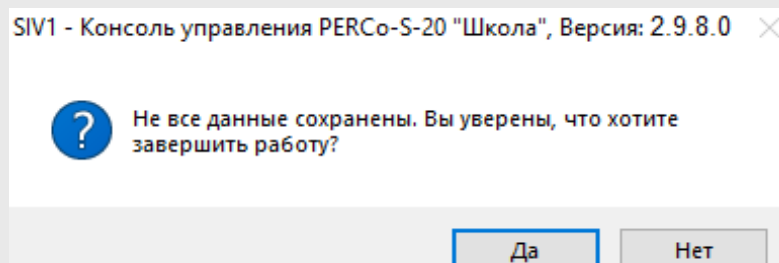 SIV1 - Консоль управления PERCo-S-20 "Школа", Версия: 2.9.8.0
Не все данные сохранены. Вы уверены, что хотите
завершить работу?
Да Нет